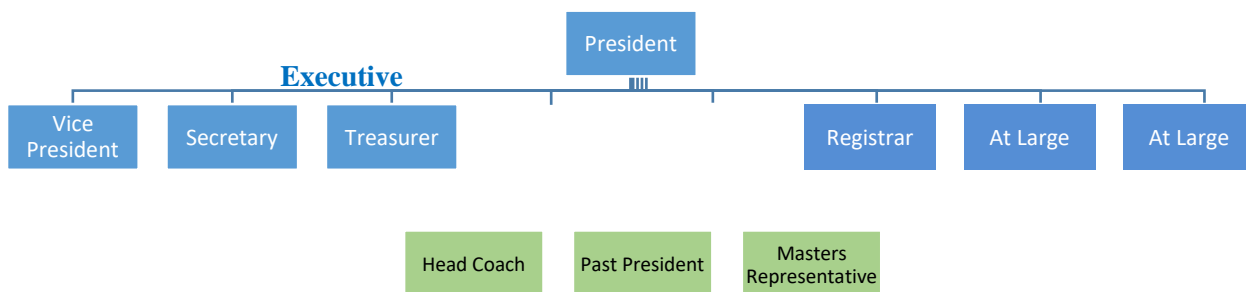 President
Executive
Vice
President
Secretary
Treasurer
Registrar
At Large
At Large
Head Coach
Past President
Masters
Representative